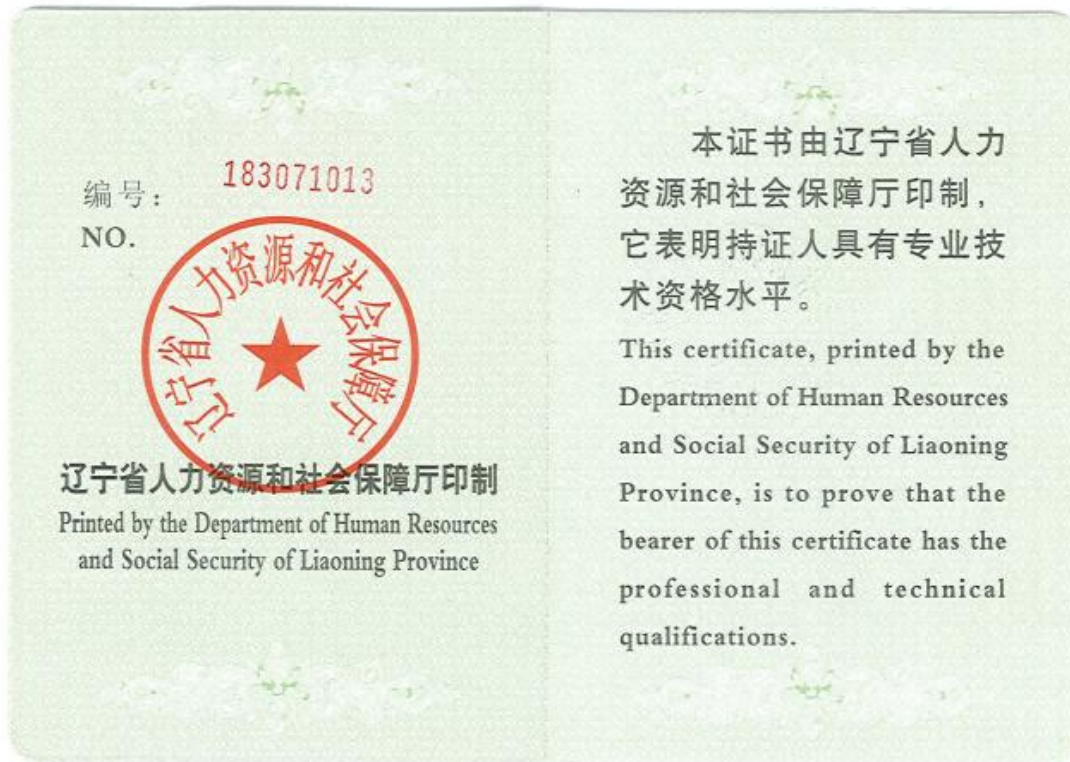 编号：
183071013
NO.
辽宁省人力资源和社会保障厅
辽宁省人力资源和社会保障厅印制
Printed by the Department of Human Resources
and Social Security of Liaoning Province
本证书由辽宁省人力
资源和社会保障厅印制，
它表明持证人具有专业技
术资格水平。
This certificate, printed by the
Department of Human Resources
and Social Security of Liaoning
Province, is to prove that the
bearer of this certificate has the
professional and technical
qualifications.